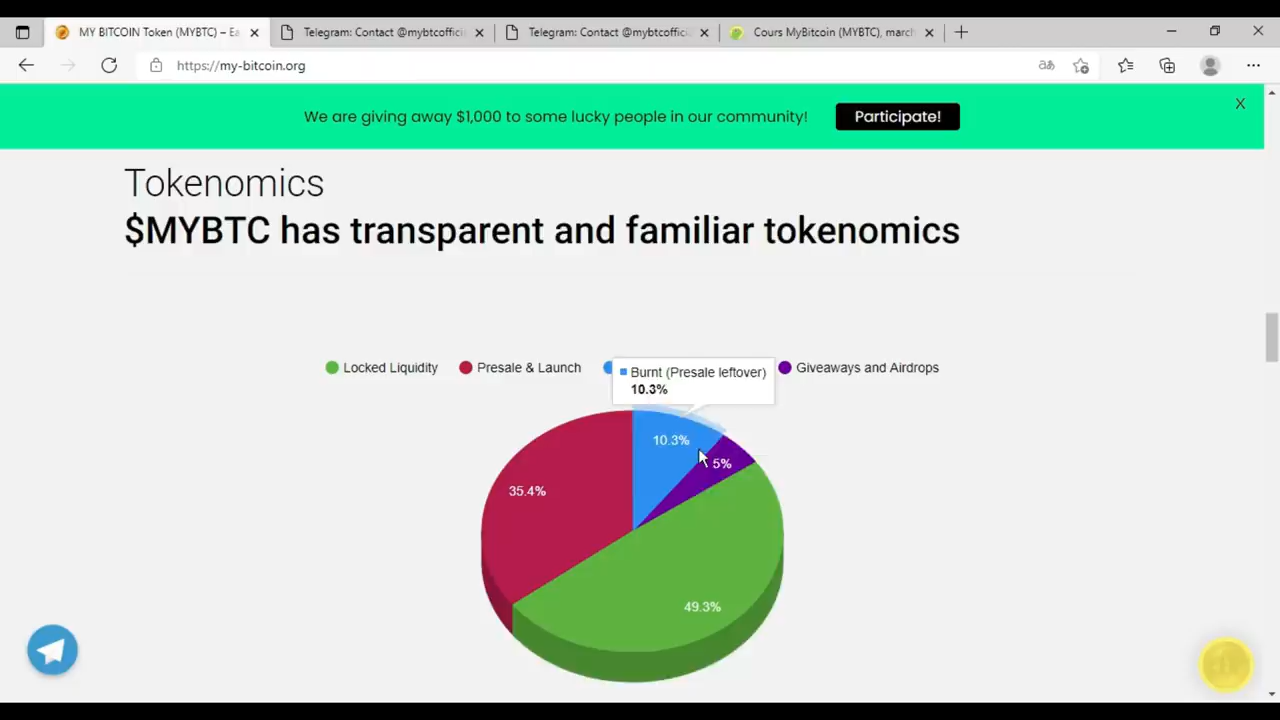 MY BITCOIN Token (MYBTC) – Ea
Telegram: Contact @mybtcoffici
Telegram: Contact @mybtcoffici
Cours MyBitcoin (MYBTC), march
https://my-bitcoin.org
We are giving away $1,000 to some lucky people in our community!
Participate!
X
Tokenomics
$MYBTC has transparent and familiar tokenomics
Locked Liquidity
Presale & Launch
Burnt (Presale leftover)
10.3%
Giveaways and Airdrops
10.3%
5%
35.4%
49.3%